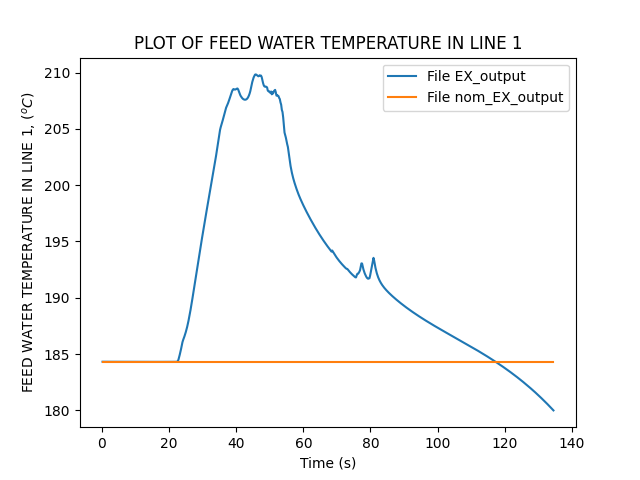 PLOT OF FEED WATER TEMPERATURE IN LINE 1
FEED WATER TEMPERATURE IN LINE 1, (°C)
210
205
200
195
190
185
180
File EX_output
File nom_EX_output
0 20 40 60 80 100 120 140
Time (s)